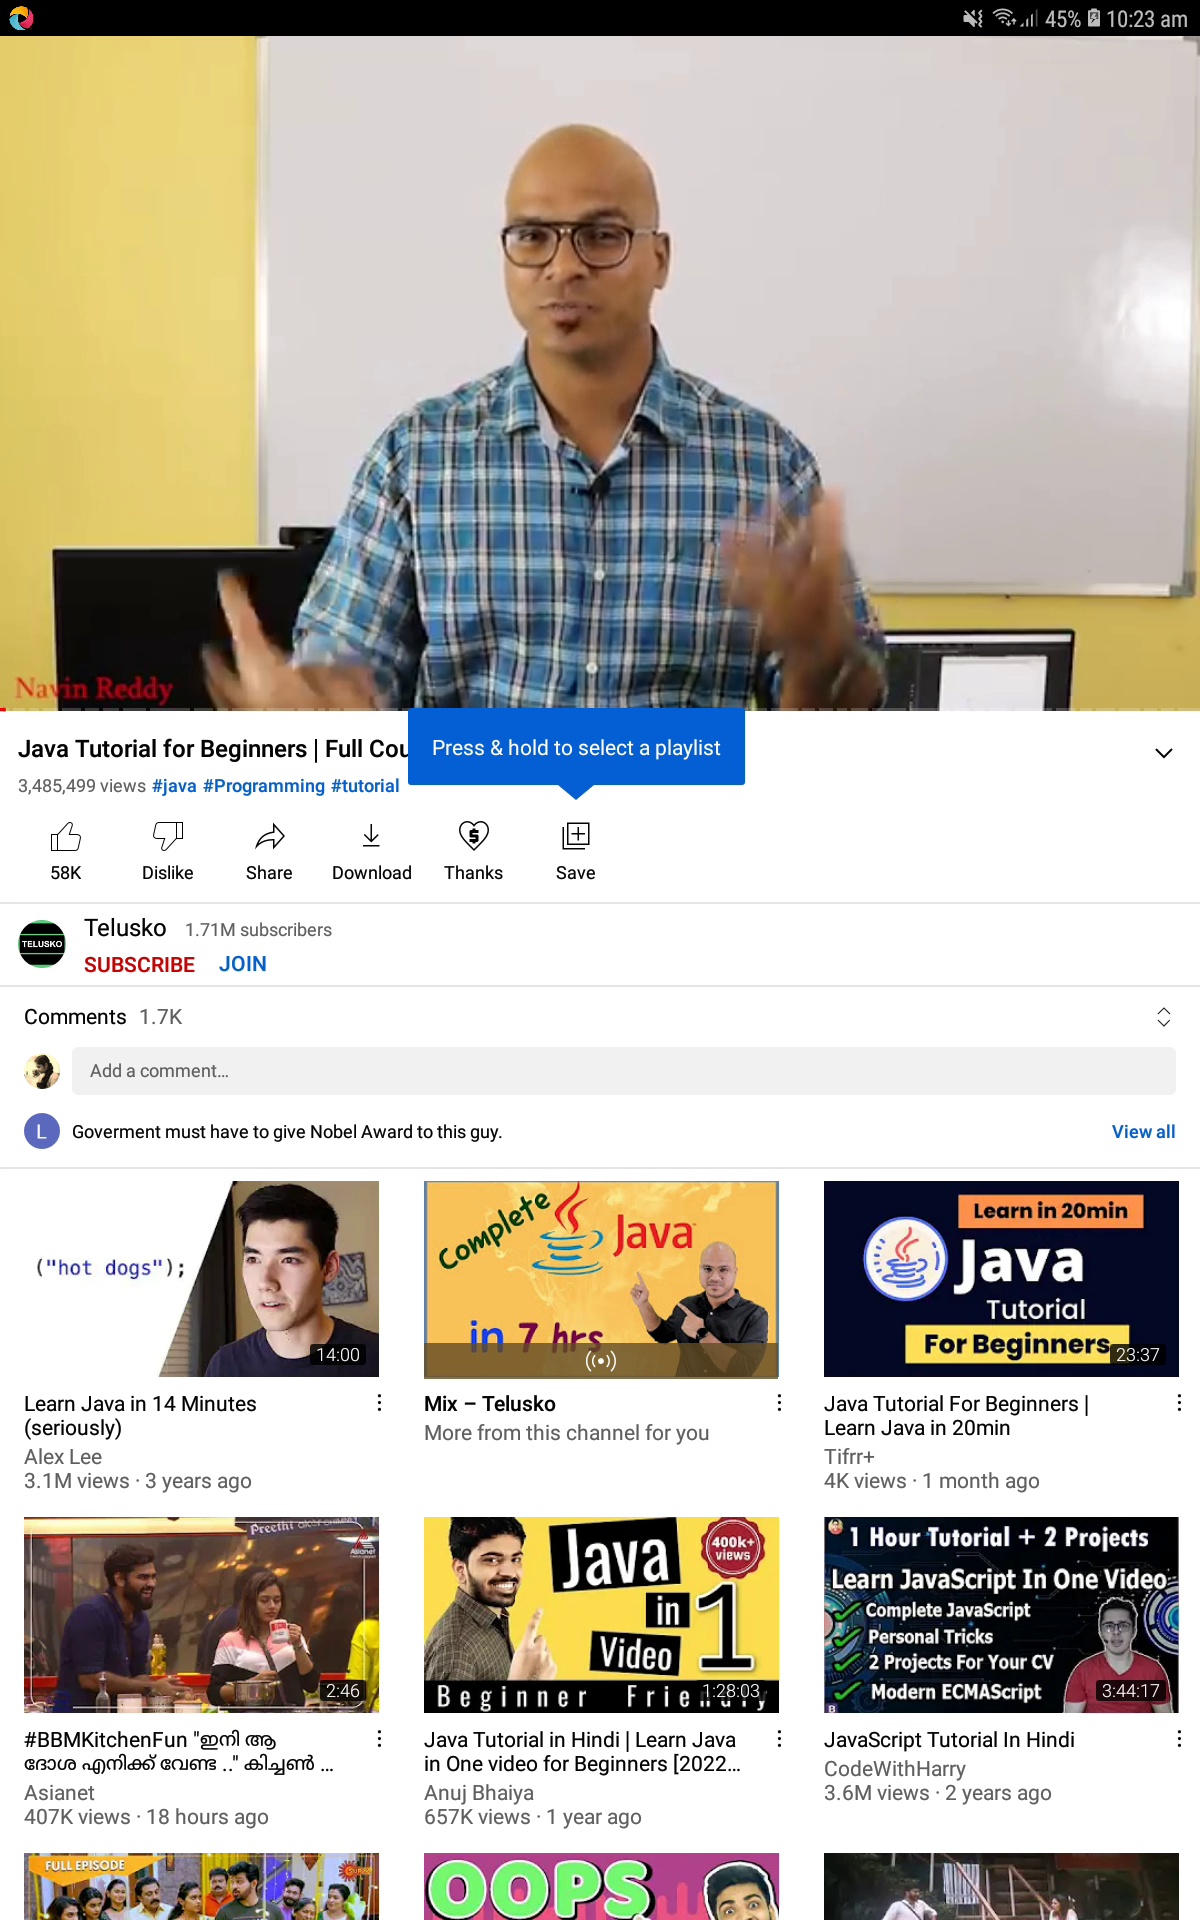 45% 10:23 am
Navin Reddy
Java Tutorial for Beginners | Full Cou
Press & hold to select a playlist
3,485,499 views #java #Programming #tutorial
58K Dislike Share Download Thanks Save
TELUSKO
Telusko 1.71M subscribers
SUBSCRIBE JOIN
Comments 1.7K
Add a comment...
L Goverment must have to give Nobel Award to this guy. View all
("hot dogs");
14:00
Learn Java in 14 Minutes
(seriously)
Alex Lee
3.1M views · 3 years ago
Complete
Java
in 7 hrs
Mix – Telusko
More from this channel for you
Learn in 20min
Java
Tutorial
For Beginners
23:37
Java Tutorial For Beginners |
Learn Java in 20min
Tifrr+
4K views · 1 month ago
Preethi
Asianet
2:46
#BBMKitchenFun "ഇനി ആ
ദോശ എനിക്ക് വേണ്ട .." കിച്ചൺ ...
Asianet
407K views · 18 hours ago
Java
400k+
views
in 1
Video
Beginner
1:28:03
Java Tutorial in Hindi | Learn Java
in One video for Beginners [2022...
Anuj Bhaiya
657K views · 1 year ago
1 Hour Tutorial + 2 Projects
Learn JavaScript In One Video
Complete JavaScript
Personal Tricks
2 Projects For Your CV
Modern ECMAScript
3:44:17
JavaScript Tutorial In Hindi
CodeWithHarry
3.6M views · 2 years ago
FULL EPISODE
OOPS